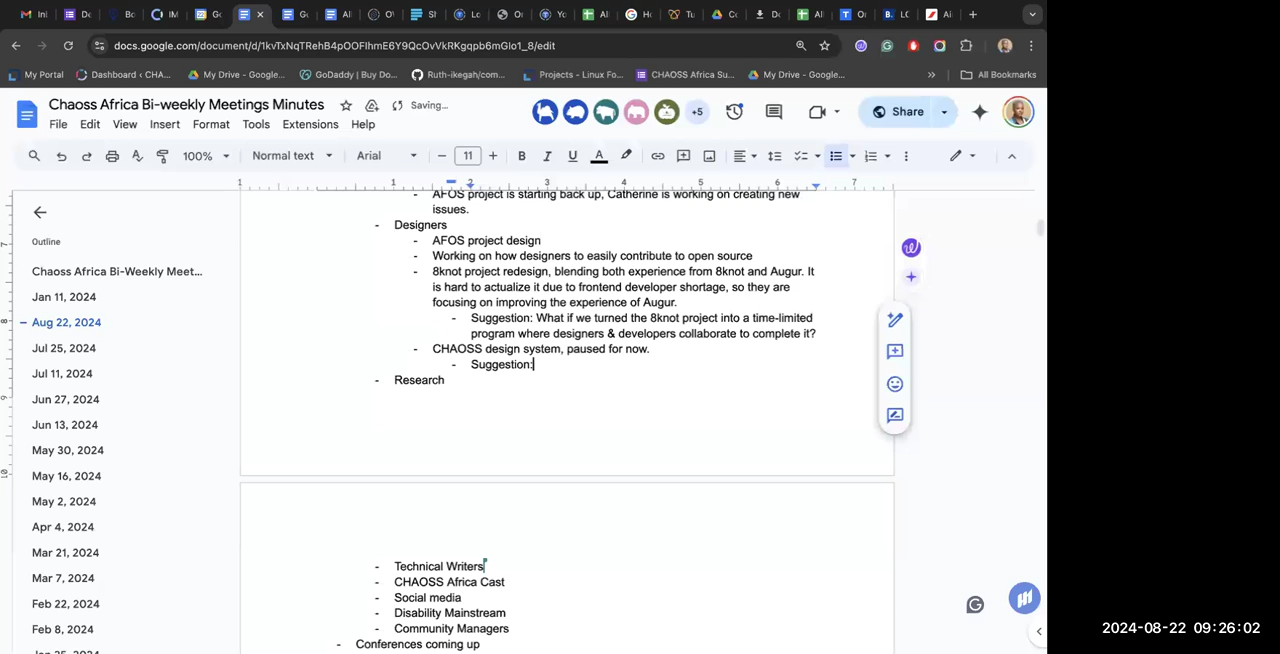 docs.google.com/document/d/1kvTxNqTRehB4pOOFIhmE6Y9QcOvVkRKgqpb6mGlo1_8/edit
My Portal
Dashboard ‹ CHA...
My Drive – Google...
GoDaddy | Buy Do...
Ruth-ikegah/com...
Projects - Linux Fo...
CHAOSS Africa Su...
My Drive – Google...
»
All Bookmarks
Chaoss Africa Bi-weekly Meetings Minutes
Saving...
File Edit View Insert Format Tools Extensions Help
+5
Share
100%
Normal text
Arial
11
Outline
Chaoss Africa Bi-Weekly Meet...
Jan 11, 2024
Aug 22, 2024
Jul 25, 2024
Jul 11, 2024
Jun 27, 2024
Jun 13, 2024
May 30, 2024
May 16, 2024
May 2, 2024
Apr 4, 2024
Mar 21, 2024
Mar 7, 2024
Feb 22, 2024
Feb 8, 2024
- AFOS project is starting back up, Catherine is working on creating new
issues.
- Designers
- AFOS project design
- Working on how designers to easily contribute to open source
- 8knot project redesign, blending both experience from 8knot and Augur. It
is hard to actualize it due to frontend developer shortage, so they are
focusing on improving the experience of Augur.
- Suggestion: What if we turned the 8knot project into a time-limited
program where designers & developers collaborate to complete it?
- CHAOSS design system, paused for now.
- Suggestion:
- Research
- Technical Writers
- CHAOSS Africa Cast
- Social media
- Disability Mainstream
- Community Managers
- Conferences coming up
2024-08-22 09:26:02